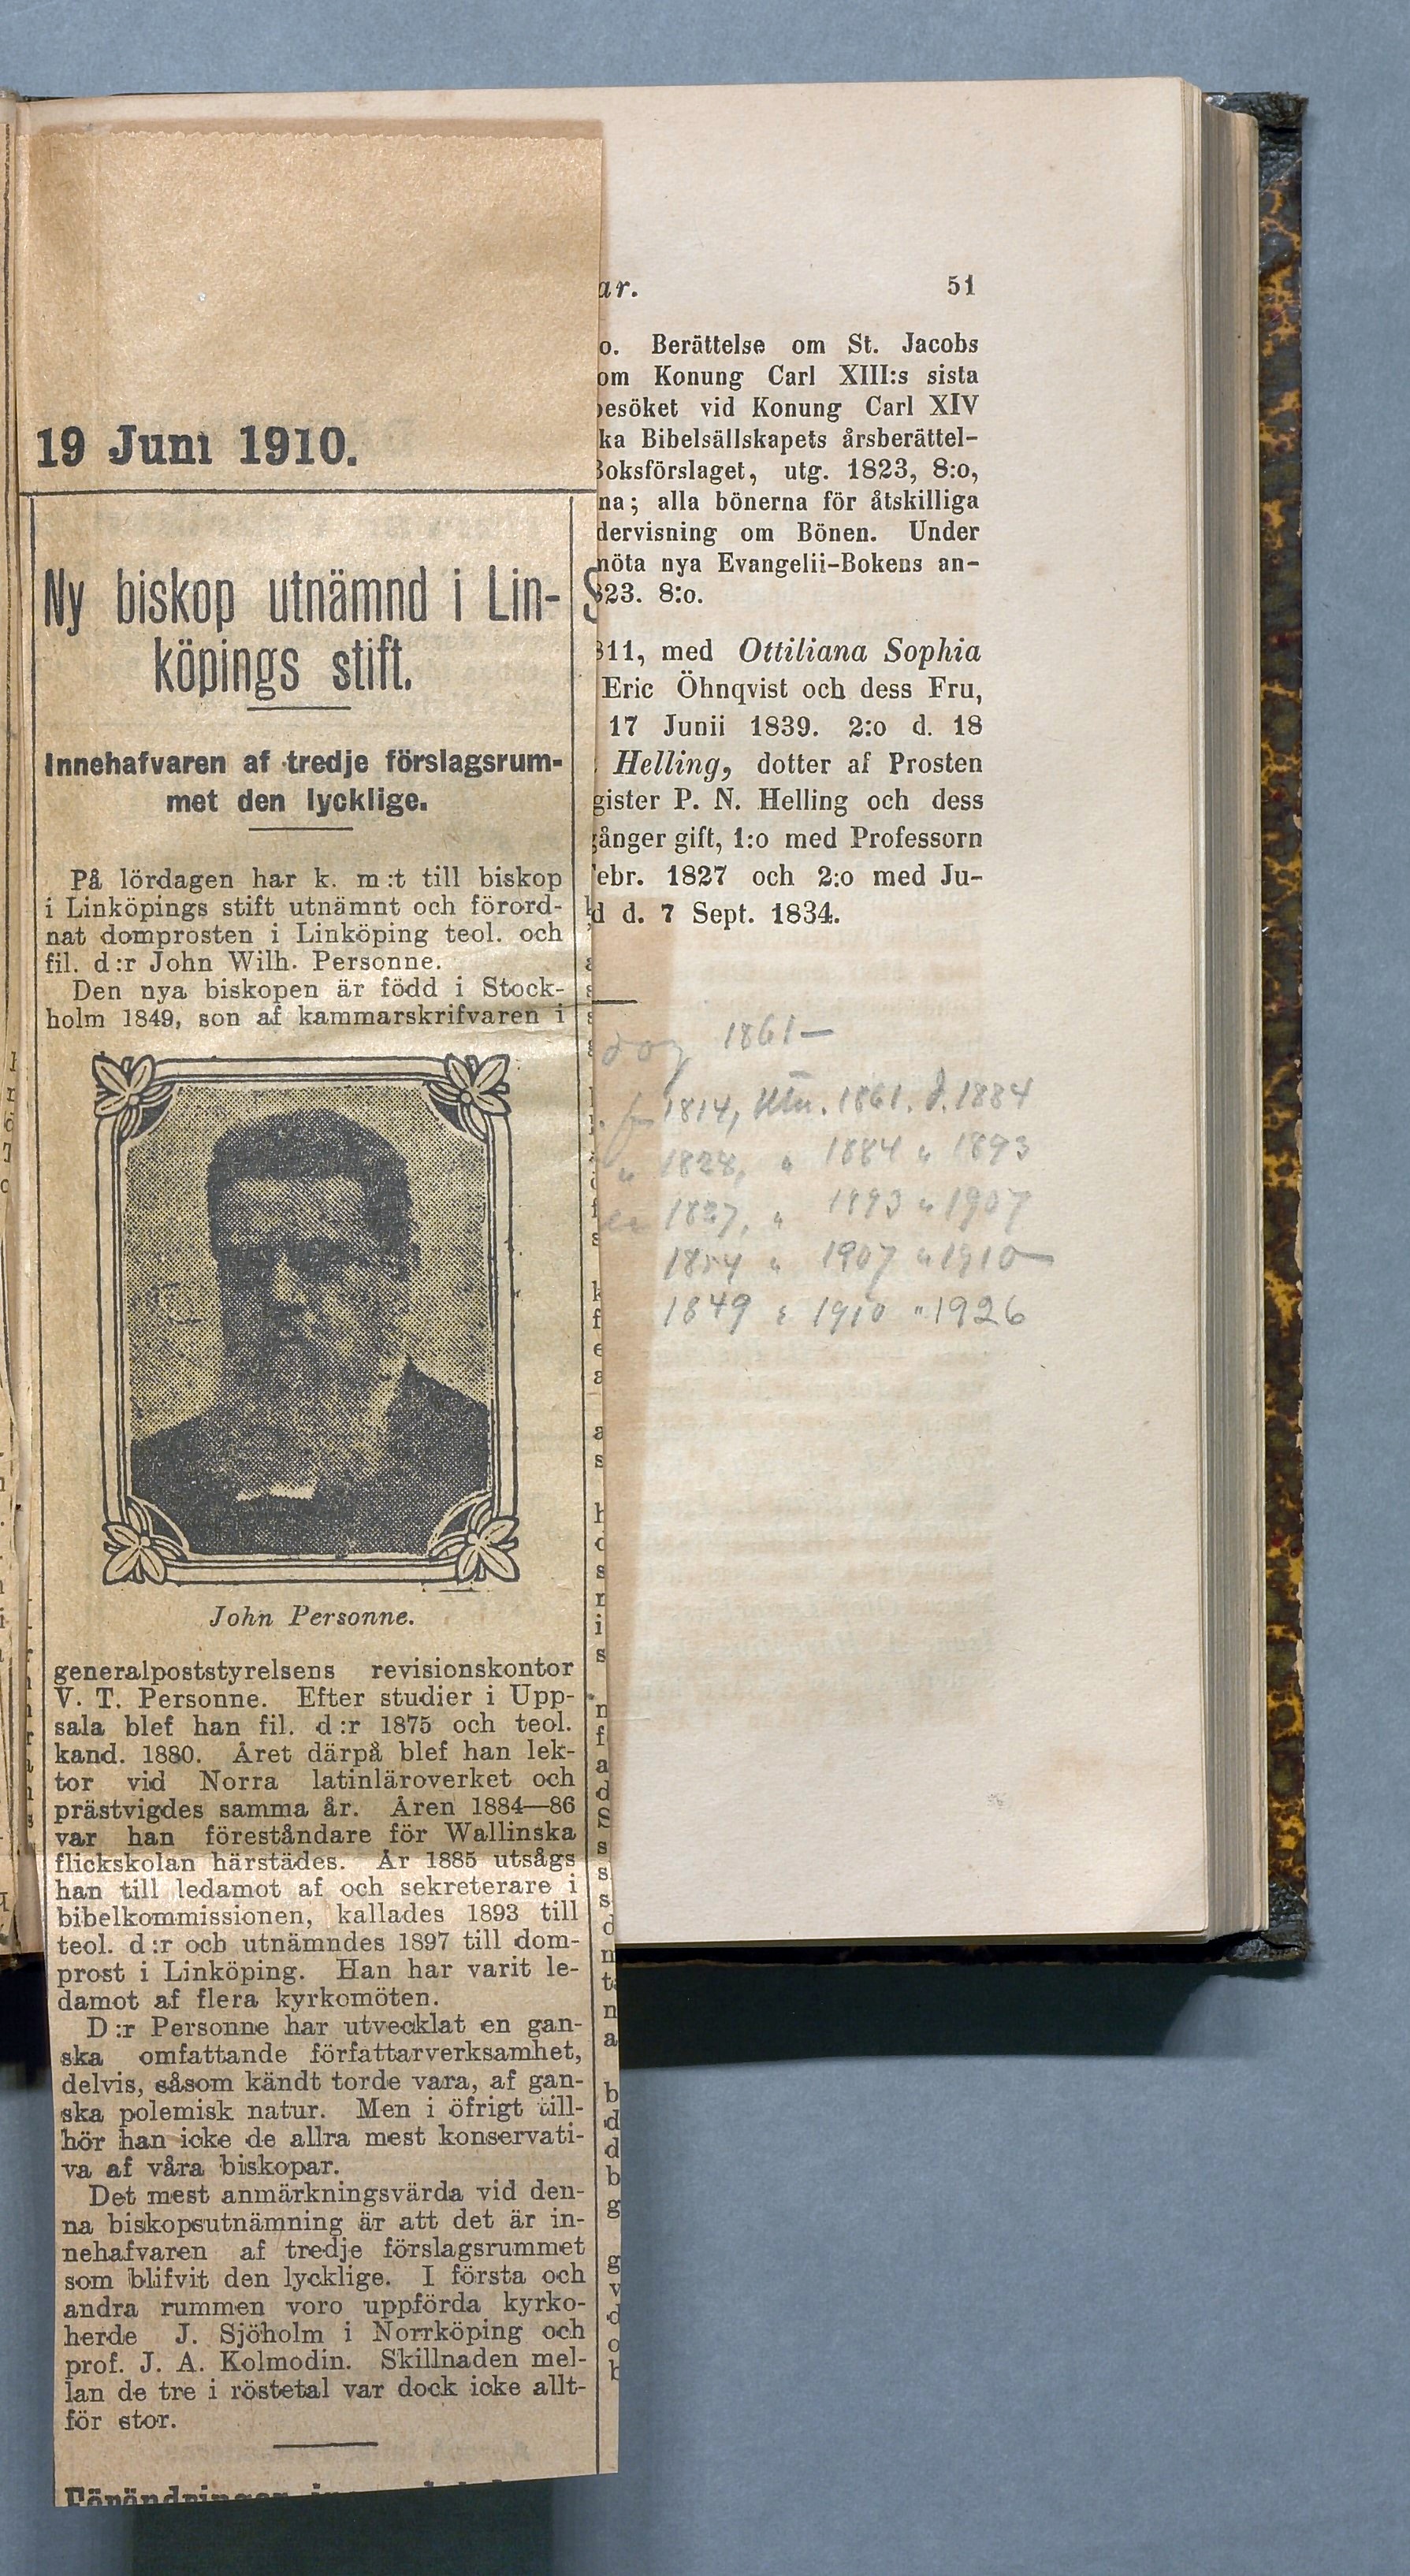 19 Juni 1910.
Ny biskop utnämnd i Lin-
köpings stift.
Innehafvaren af tredje förslagsrum-
met den lycklige.
På lördagen har k. m:t till biskop
i Linköpings stift utnämnt och förord-
nat domprosten i Linköping teol. och
fil. d:r John Wilh. Personne.
Den nya biskopen är född i Stock-
holm 1849, son af kammarskrifvaren i
John Personne.
generalpoststyrelsens revisionskontor
V. T. Personne. Efter studier i Upp-
sala blef han fil. d:r 1875 och teol.
kand. 1880. Året därpå blef han lek-
tor vid Norra latinläroverket och
prästvigdes samma år. Åren 1884—86
var han föreståndare för Wallinska
flickskolan härstädes. År 1885 utsågs
han till ledamot af och sekreterare i
bibelkommissionen, kallades 1893 till
teol. d:r och utnämndes 1897 till dom-
prost i Linköping. Han har varit le-
damot af flera kyrkomöten.
D:r Personne har utvecklat en gan-
ska omfattande författarverksamhet,
delvis, såsom kändt torde vara, af gan-
ska polemisk natur. Men i öfrigt till-
hör han icke de allra mest konservati-
va af våra biskopar.
Det mest anmärkningsvärda vid den-
na biskopsutnämning är att det är in-
nehafvaren af tredje förslagsrummet
som blifvit den lycklige. I första och
andra rummen voro uppförda kyrko-
herde J. Sjöholm i Norrköping och
prof. J. A. Kolmodin. Skillnaden mel-
lan de tre i röstetal var dock icke allt-
för stor.
ar. 51
o. Berättelse om St. Jacobs
om Konung Carl XIII:s sista
esöket vid Konung Carl XIV
ka Bibelsällskapets årsberättel-
oksförslaget, utg. 1823, 8:o,
na; alla bönerna för åtskilliga
dervisning om Bönen. Under
möta nya Evangelii-Bokens an-
823. 8:o.
811, med Ottiliana Sophia
Eric Öhnqvist och dess Fru,
17 Junii 1839. 2:o d. 18
Helling, dotter af Prosten
gister P. N. Helling och dess
gånger gift, 1:o med Professorn
ebr. 1827 och 2:o med Ju-
d d. 7 Sept. 1834.
1861—
f 1814, Utn. 1861. d. 1884
" 1828, " 1884 " 1893
1827, " 1893 " 1907
1854 " 1907 " 1910
1849 " 1910 " 1926